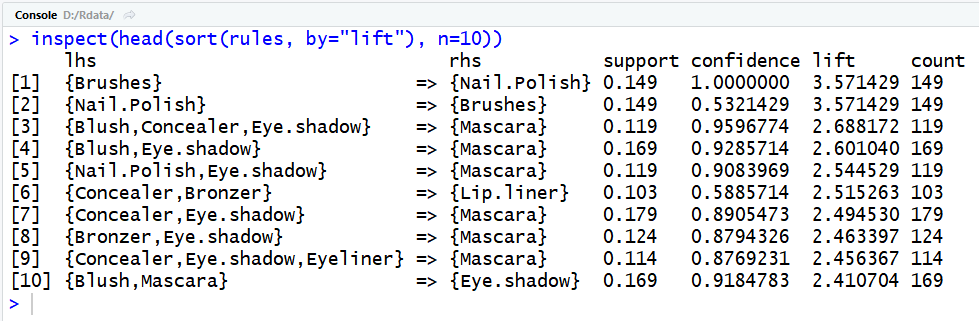 Console D:/Rdata/
> inspect(head(sort(rules, by="lift"), n=10))
lhs rhs support confidence lift count
[1] {Brushes} => {Nail.Polish} 0.149 1.0000000 3.571429 149
[2] {Nail.Polish} => {Brushes} 0.149 0.5321429 3.571429 149
[3] {Blush,Concealer,Eye.shadow} => {Mascara} 0.119 0.9596774 2.688172 119
[4] {Blush,Eye.shadow} => {Mascara} 0.169 0.9285714 2.601040 169
[5] {Nail.Polish,Eye.shadow} => {Mascara} 0.119 0.9083969 2.544529 119
[6] {Concealer,Bronzer} => {Lip.liner} 0.103 0.5885714 2.515263 103
[7] {Concealer,Eye.shadow} => {Mascara} 0.179 0.8905473 2.494530 179
[8] {Bronzer,Eye.shadow} => {Mascara} 0.124 0.8794326 2.463397 124
[9] {Concealer,Eye.shadow,Eyeliner} => {Mascara} 0.114 0.8769231 2.456367 114
[10] {Blush,Mascara} => {Eye.shadow} 0.169 0.9184783 2.410704 169
>